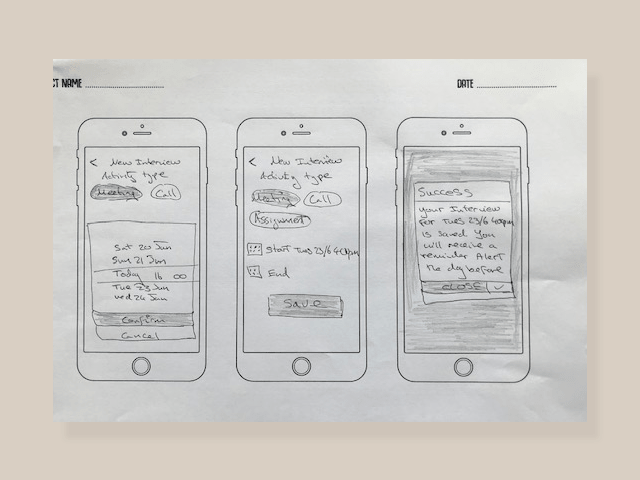 CT NAME
DATE
New Interview
Activity type
Meeting Call
Sat 20 Jun
Sun 21 Jun
Today 16 00
Tue 23 Jun
wed 24 Jun
Confirm
Cancel
New Interview
Activity type
Meeting Call
Assignment
Start Tues 23/6 4:00pm
End
Save
Success
your Interview
for Tues 23/6 4:00pm
is saved you
will receive a
reminder Alert
the day before
CLOSE